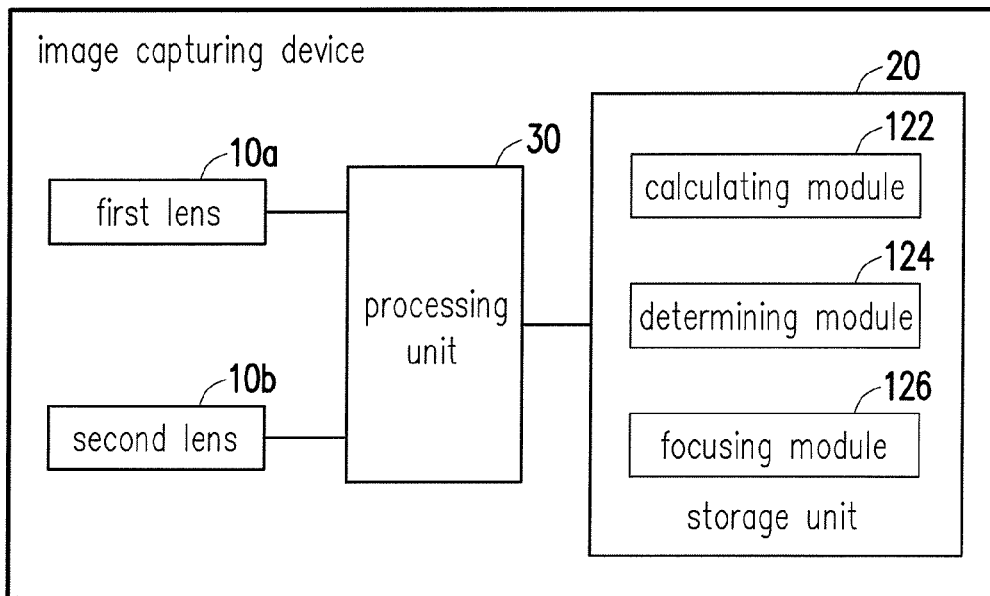 image capturing device
20
10a
first lens
30
processing
unit
10b
second lens
122
calculating module
124
determining module
126
focusing module
storage unit